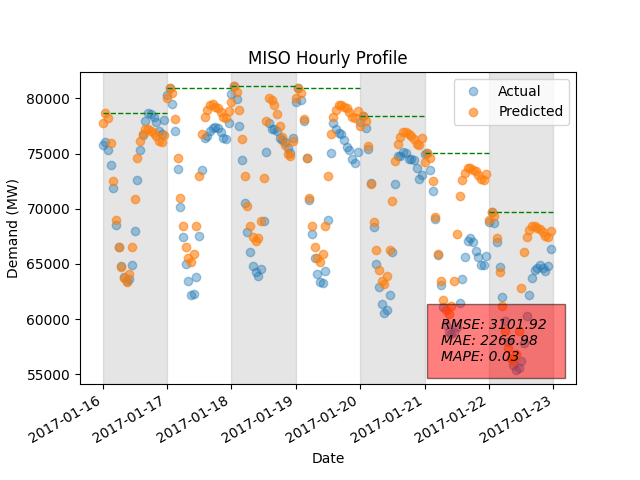 MISO Hourly Profile
Actual
Predicted
Demand (MW)
80000
75000
70000
65000
60000
55000
RMSE: 3101.92
MAE: 2266.98
MAPE: 0.03
2017-01-16
2017-01-17
2017-01-18
2017-01-19
2017-01-20
2017-01-21
2017-01-22
2017-01-23
Date